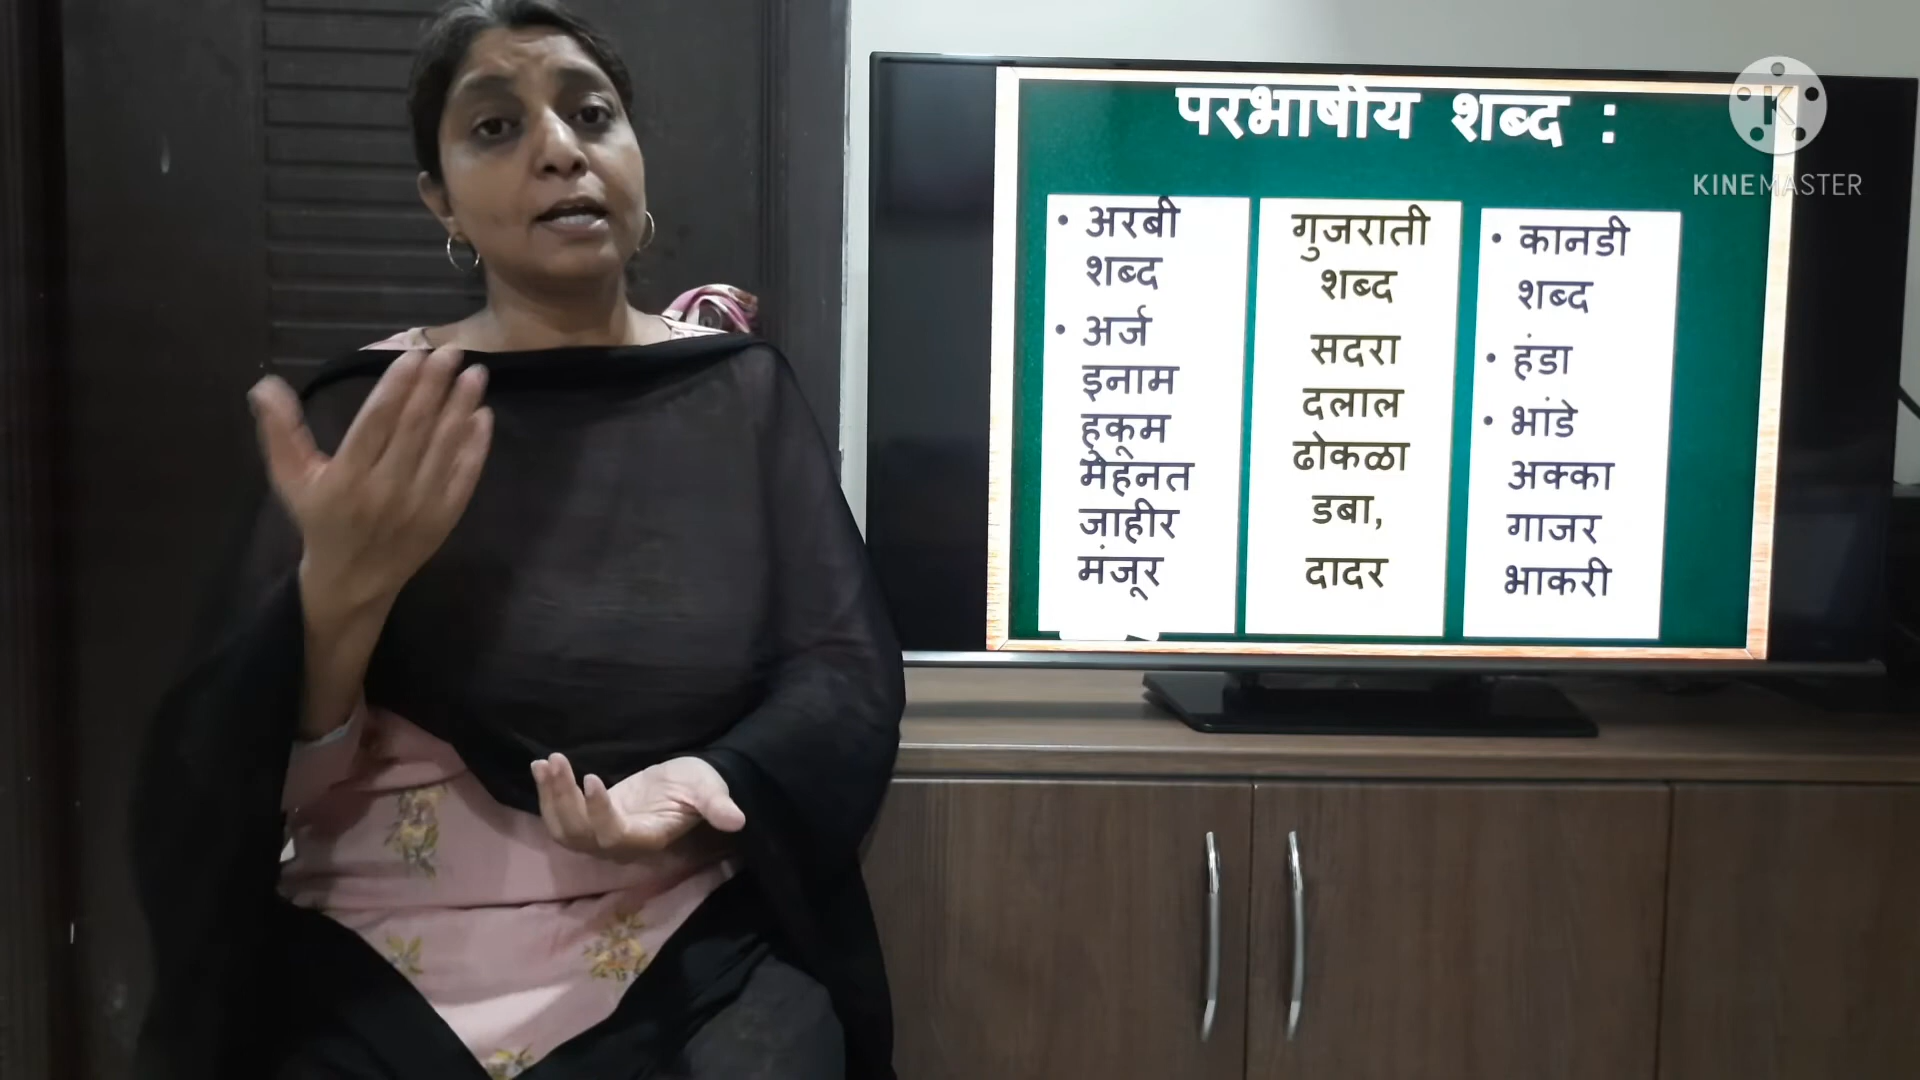 परभाषीय शब्द :
• अरबी
शब्द
• अर्ज
इनाम
हुकूम
मेहनत
जाहीर
मंजूर
गुजराती
शब्द
सदरा
दलाल
ढोकळा
डबा,
दादर
• कानडी
शब्द
• हंडा
• भांडे
अक्का
गाजर
भाकरी
K
KINEMASTER